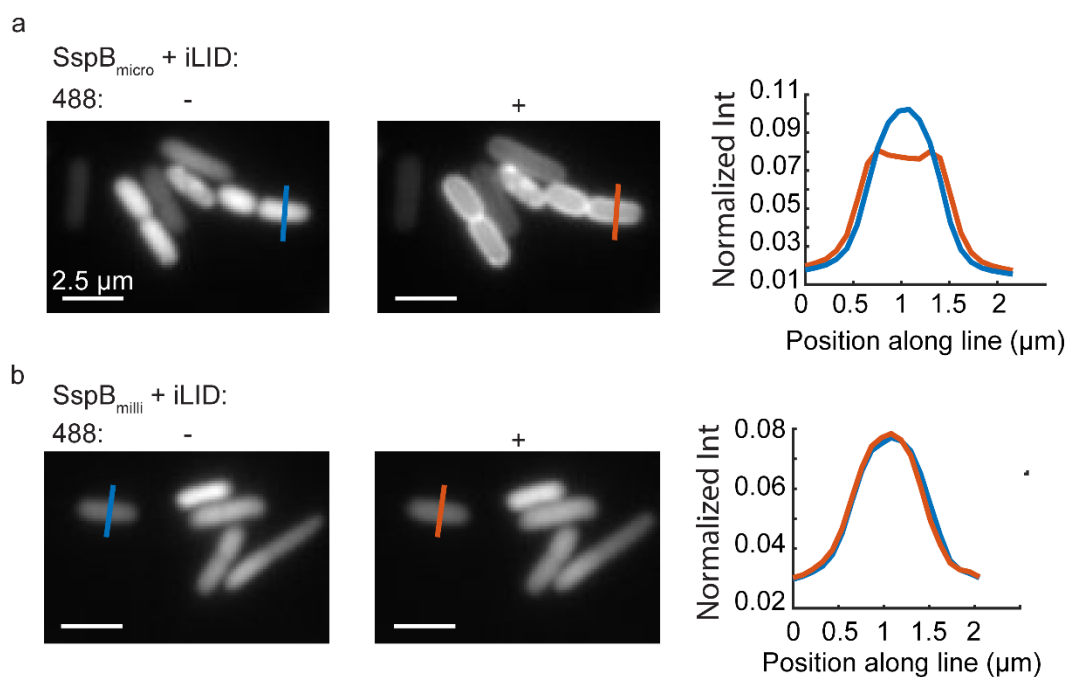 a
SspBmicro + iLID:
488: - +
2.5 µm
Normalized Int
0.11
0.09
0.07
0.05
0.03
0.01
0 0.5 1 1.5 2
Position along line (µm)
b
SspBmilli + iLID:
488: - +
Normalized Int
0.08
0.06
0.04
0.02
0 0.5 1 1.5 2
Position along line (µm)